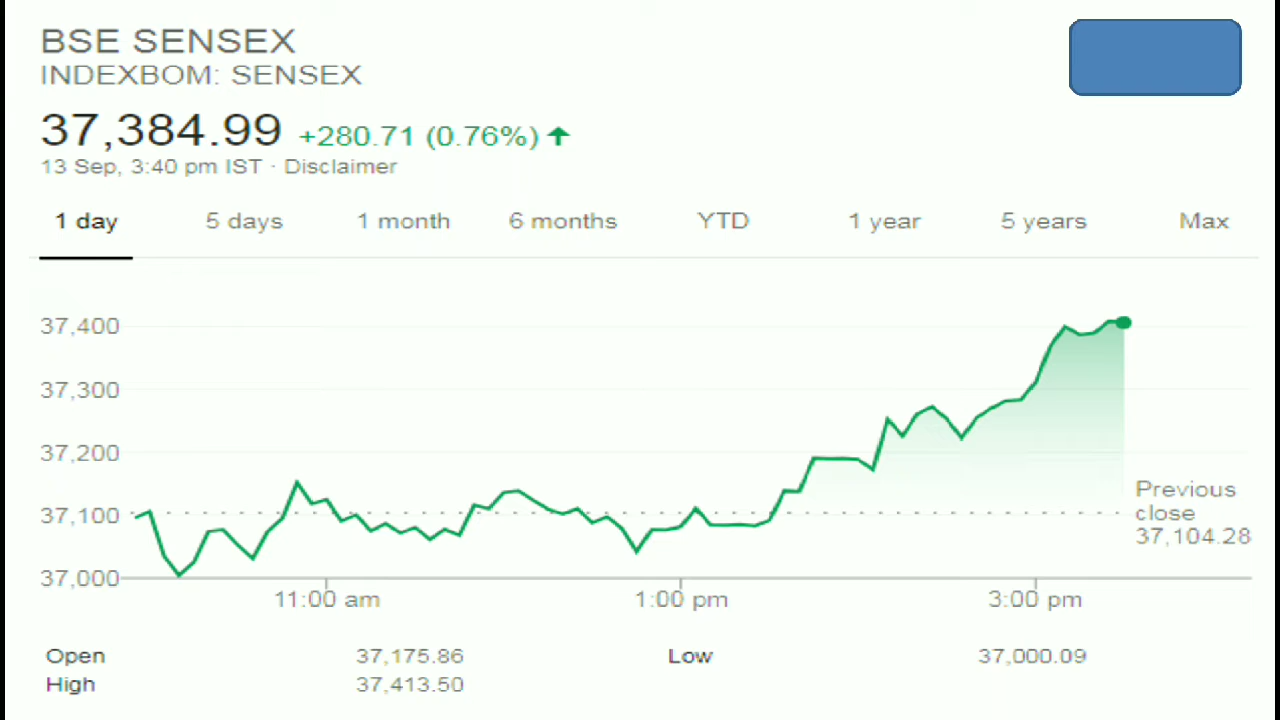 BSE SENSEX
INDEXBOM: SENSEX
37,384.99 +280.71 (0.76%)
13 Sep, 3:40 pm IST · Disclaimer
1 day 5 days 1 month 6 months YTD 1 year 5 years Max
37,400
37,300
37,200
37,100
37,000
Previous
close
37,104.28
11:00 am 1:00 pm 3:00 pm
Open 37,175.86 Low 37,000.09
High 37,413.50